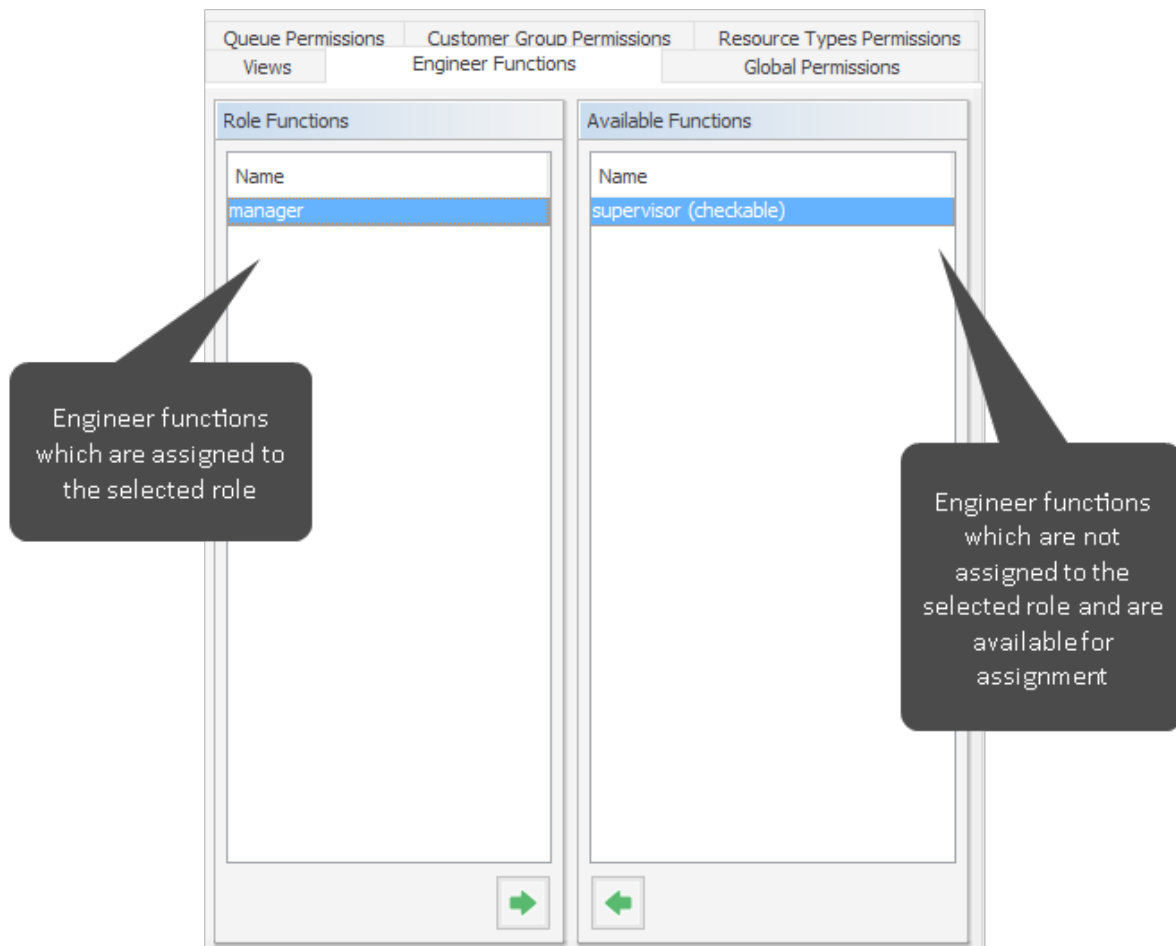 Queue Permissions Customer Group Permissions Resource Types Permissions
Views Engineer Functions Global Permissions
Role Functions Available Functions
Name Name
manager supervisor (checkable)
Engineer functions
which are assigned to
the selected role
Engineer functions
which are not
assigned to the
selected role and are
available for
assignment